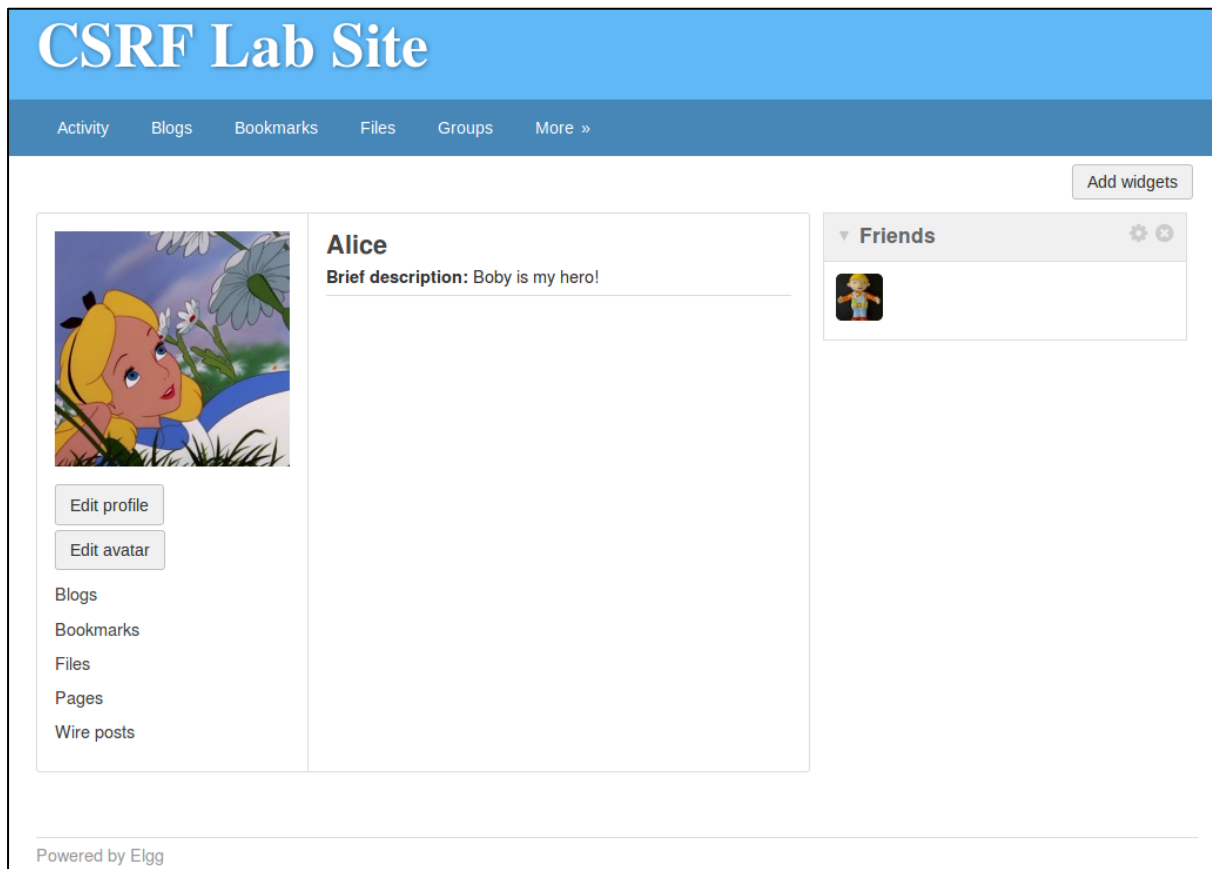 CSRF Lab Site
Activity Blogs Bookmarks Files Groups More »
Add widgets
Alice
Brief description: Boby is my hero!
Friends
Edit profile
Edit avatar
Blogs
Bookmarks
Files
Pages
Wire posts
Powered by Elgg